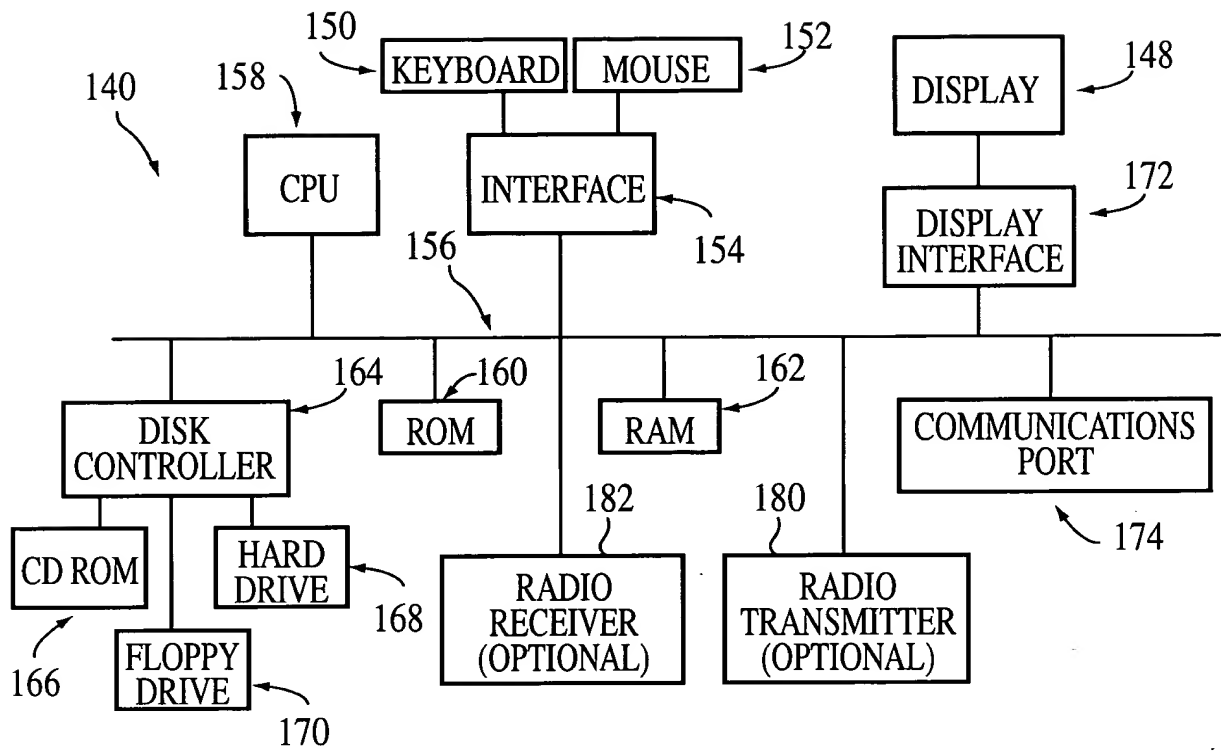 150
KEYBOARD
MOUSE
152
140
158
CPU
INTERFACE
154
DISPLAY
148
172
DISPLAY
INTERFACE
156
164
DISK
CONTROLLER
160
ROM
162
RAM
COMMUNICATIONS
PORT
174
CD ROM
166
HARD
DRIVE
168
FLOPPY
DRIVE
170
182
RADIO
RECEIVER
(OPTIONAL)
180
RADIO
TRANSMITTER
(OPTIONAL)